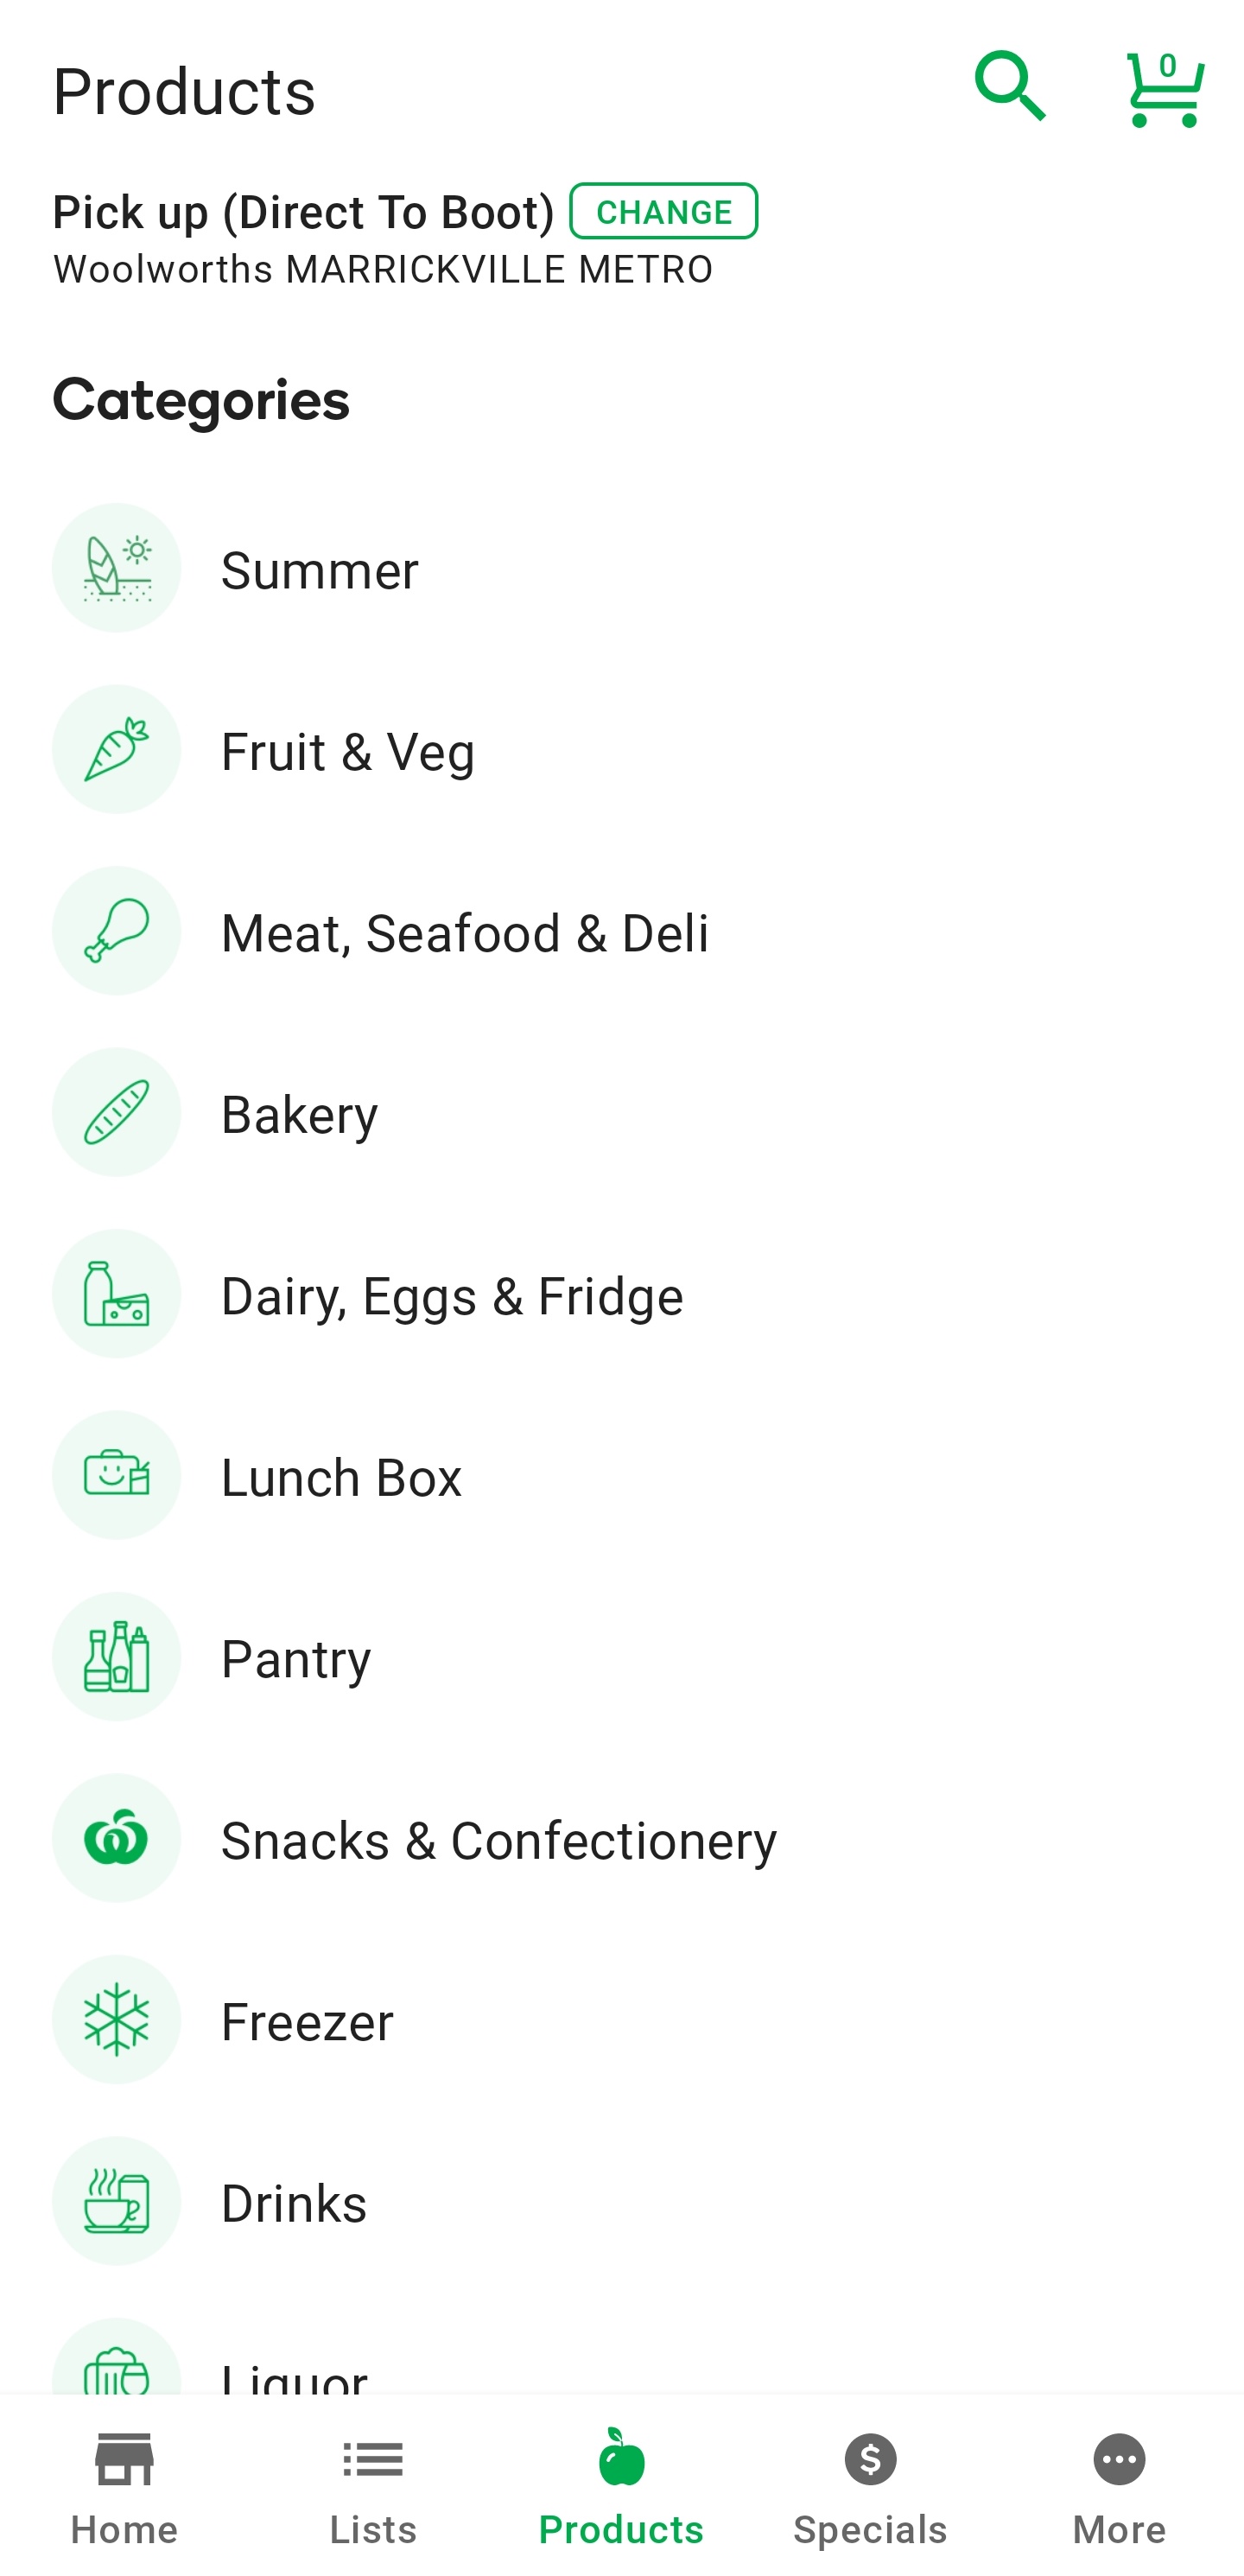 Products
0
Pick up (Direct To Boot) CHANGE
Woolworths MARRICKVILLE METRO
Categories
Summer
Fruit & Veg
Meat, Seafood & Deli
Bakery
Dairy, Eggs & Fridge
Lunch Box
Pantry
Snacks & Confectionery
Freezer
Drinks
Liquor
Home Lists Products Specials More